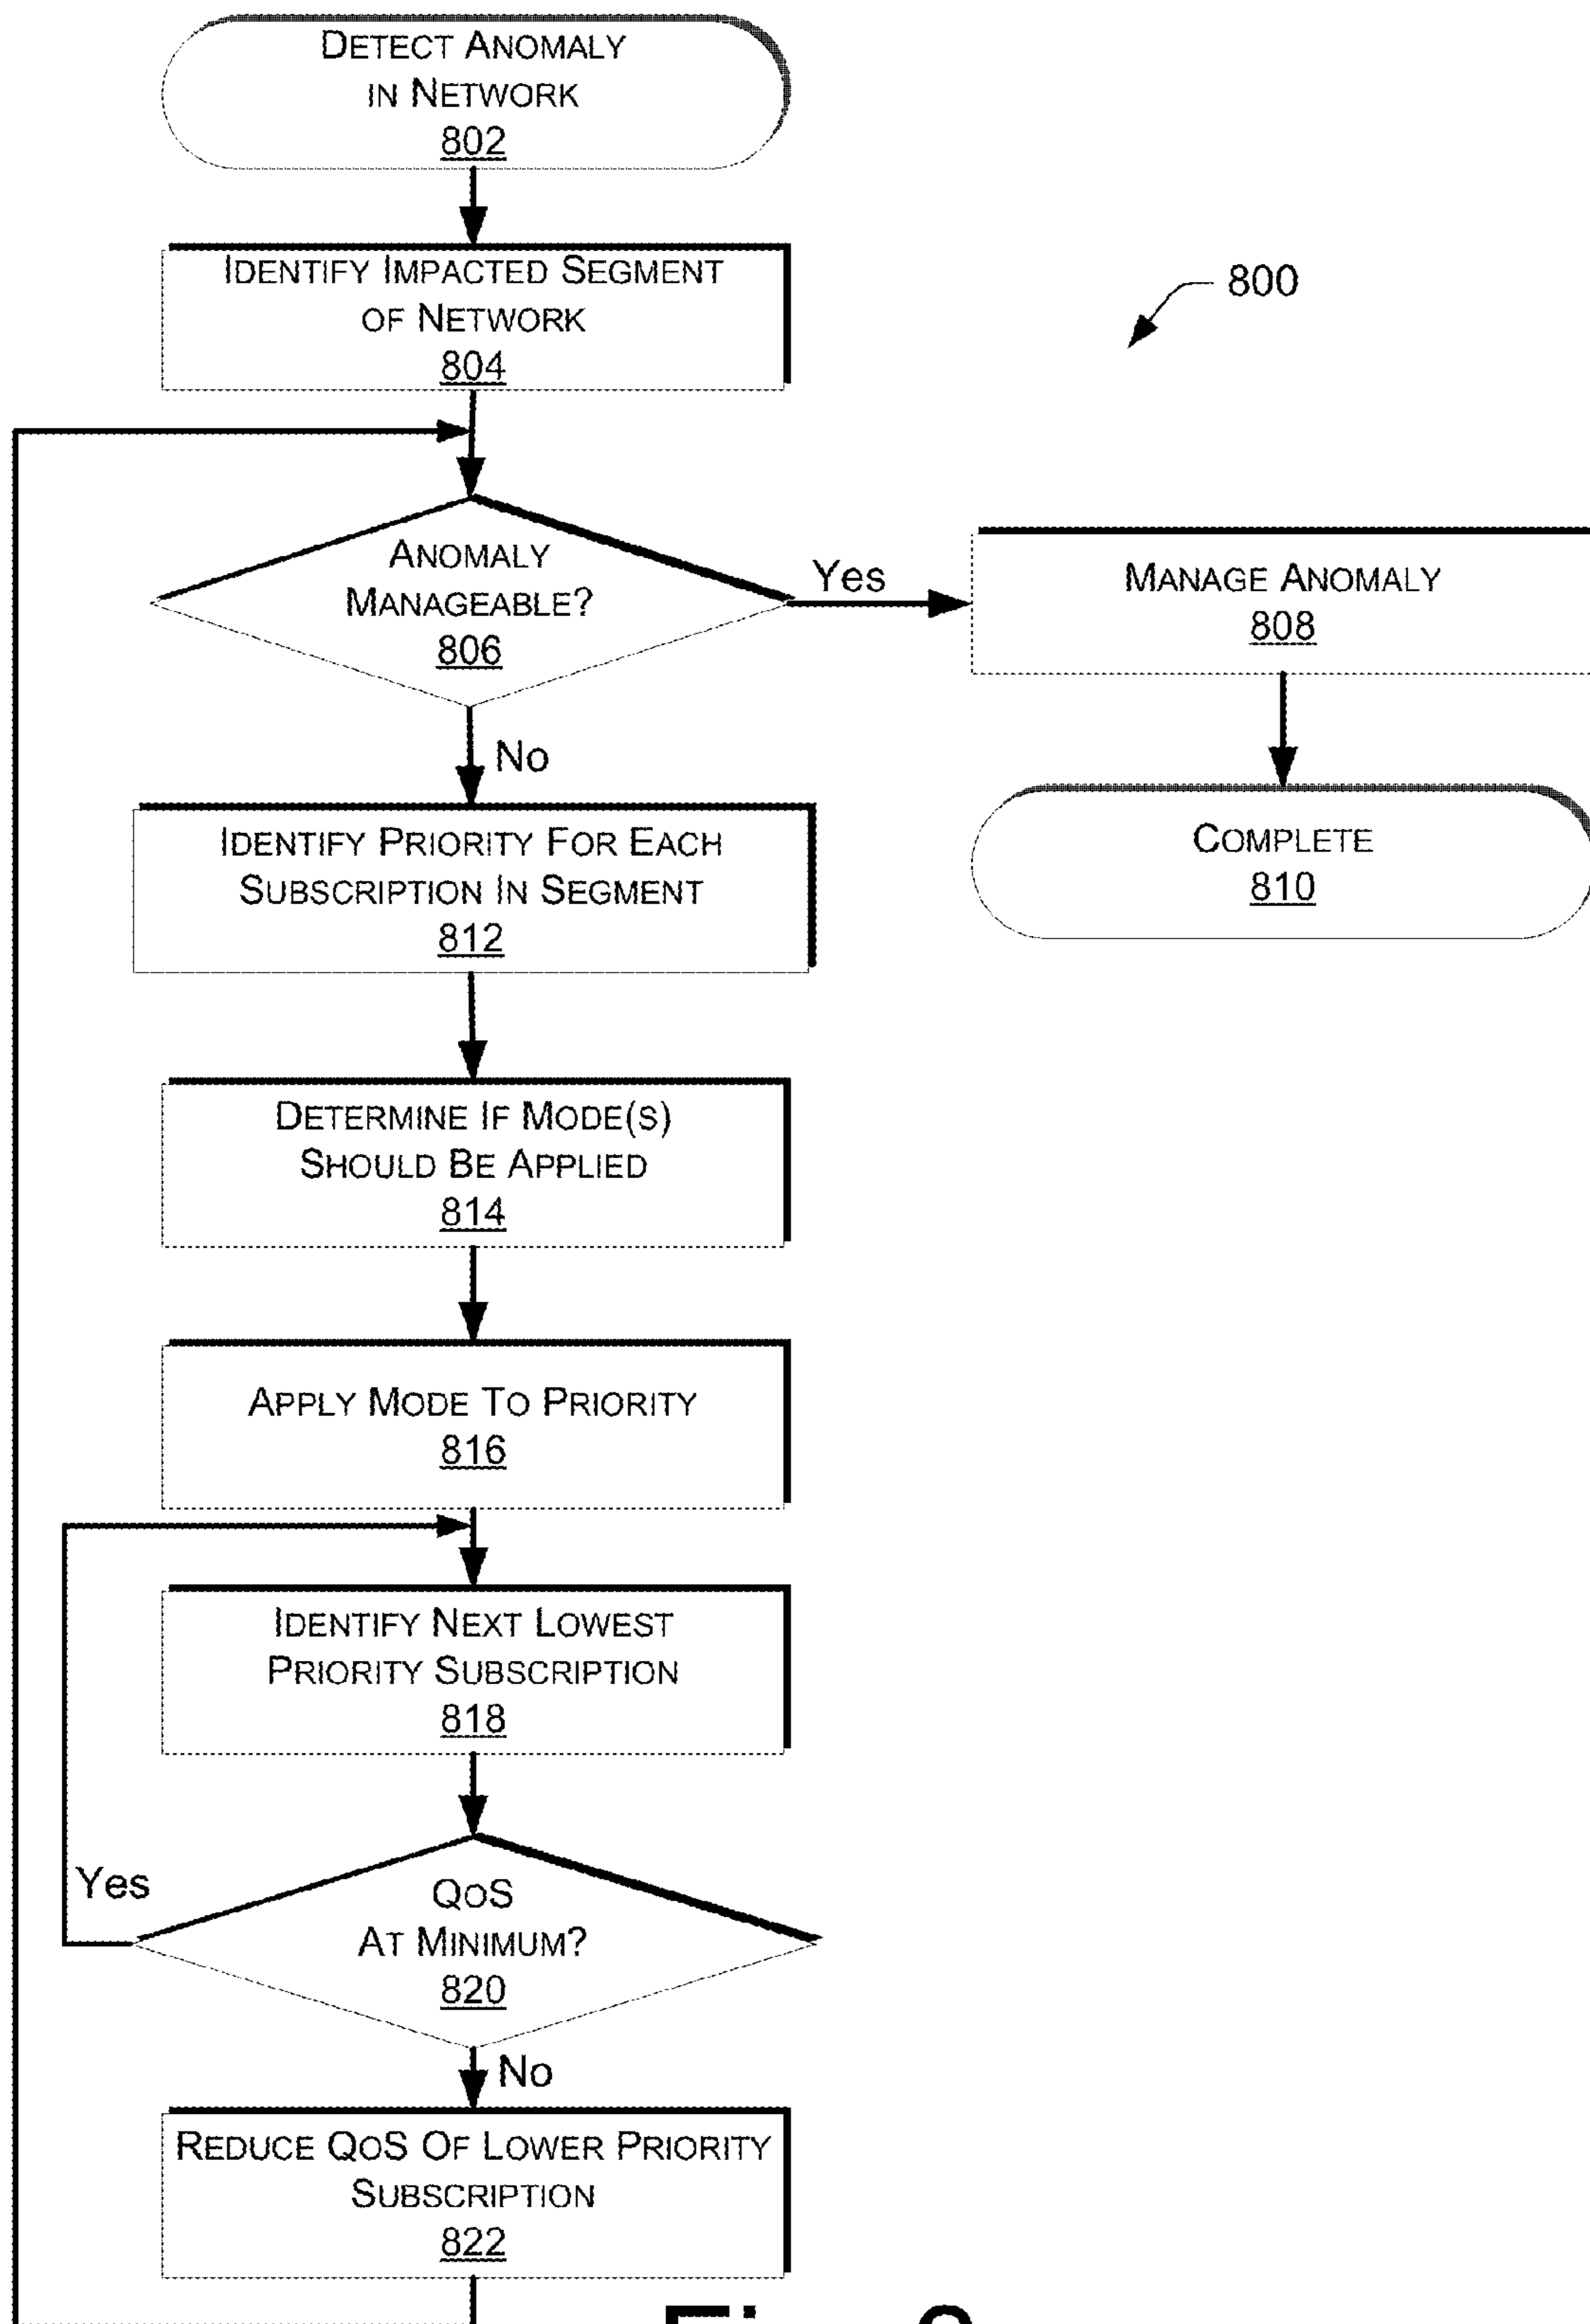 DETECT ANOMALY
IN NETWORK
802
IDENTIFY IMPACTED SEGMENT
OF NETWORK
804
800
ANOMALY
MANAGEABLE?
806
Yes
MANAGE ANOMALY
808
No
COMPLETE
810
IDENTIFY PRIORITY FOR EACH
SUBSCRIPTION IN SEGMENT
812
DETERMINE IF MODE(S)
SHOULD BE APPLIED
814
APPLY MODE TO PRIORITY
816
IDENTIFY NEXT LOWEST
PRIORITY SUBSCRIPTION
818
Yes
QOS
AT MINIMUM?
820
No
REDUCE QOS OF LOWER PRIORITY
SUBSCRIPTION
822